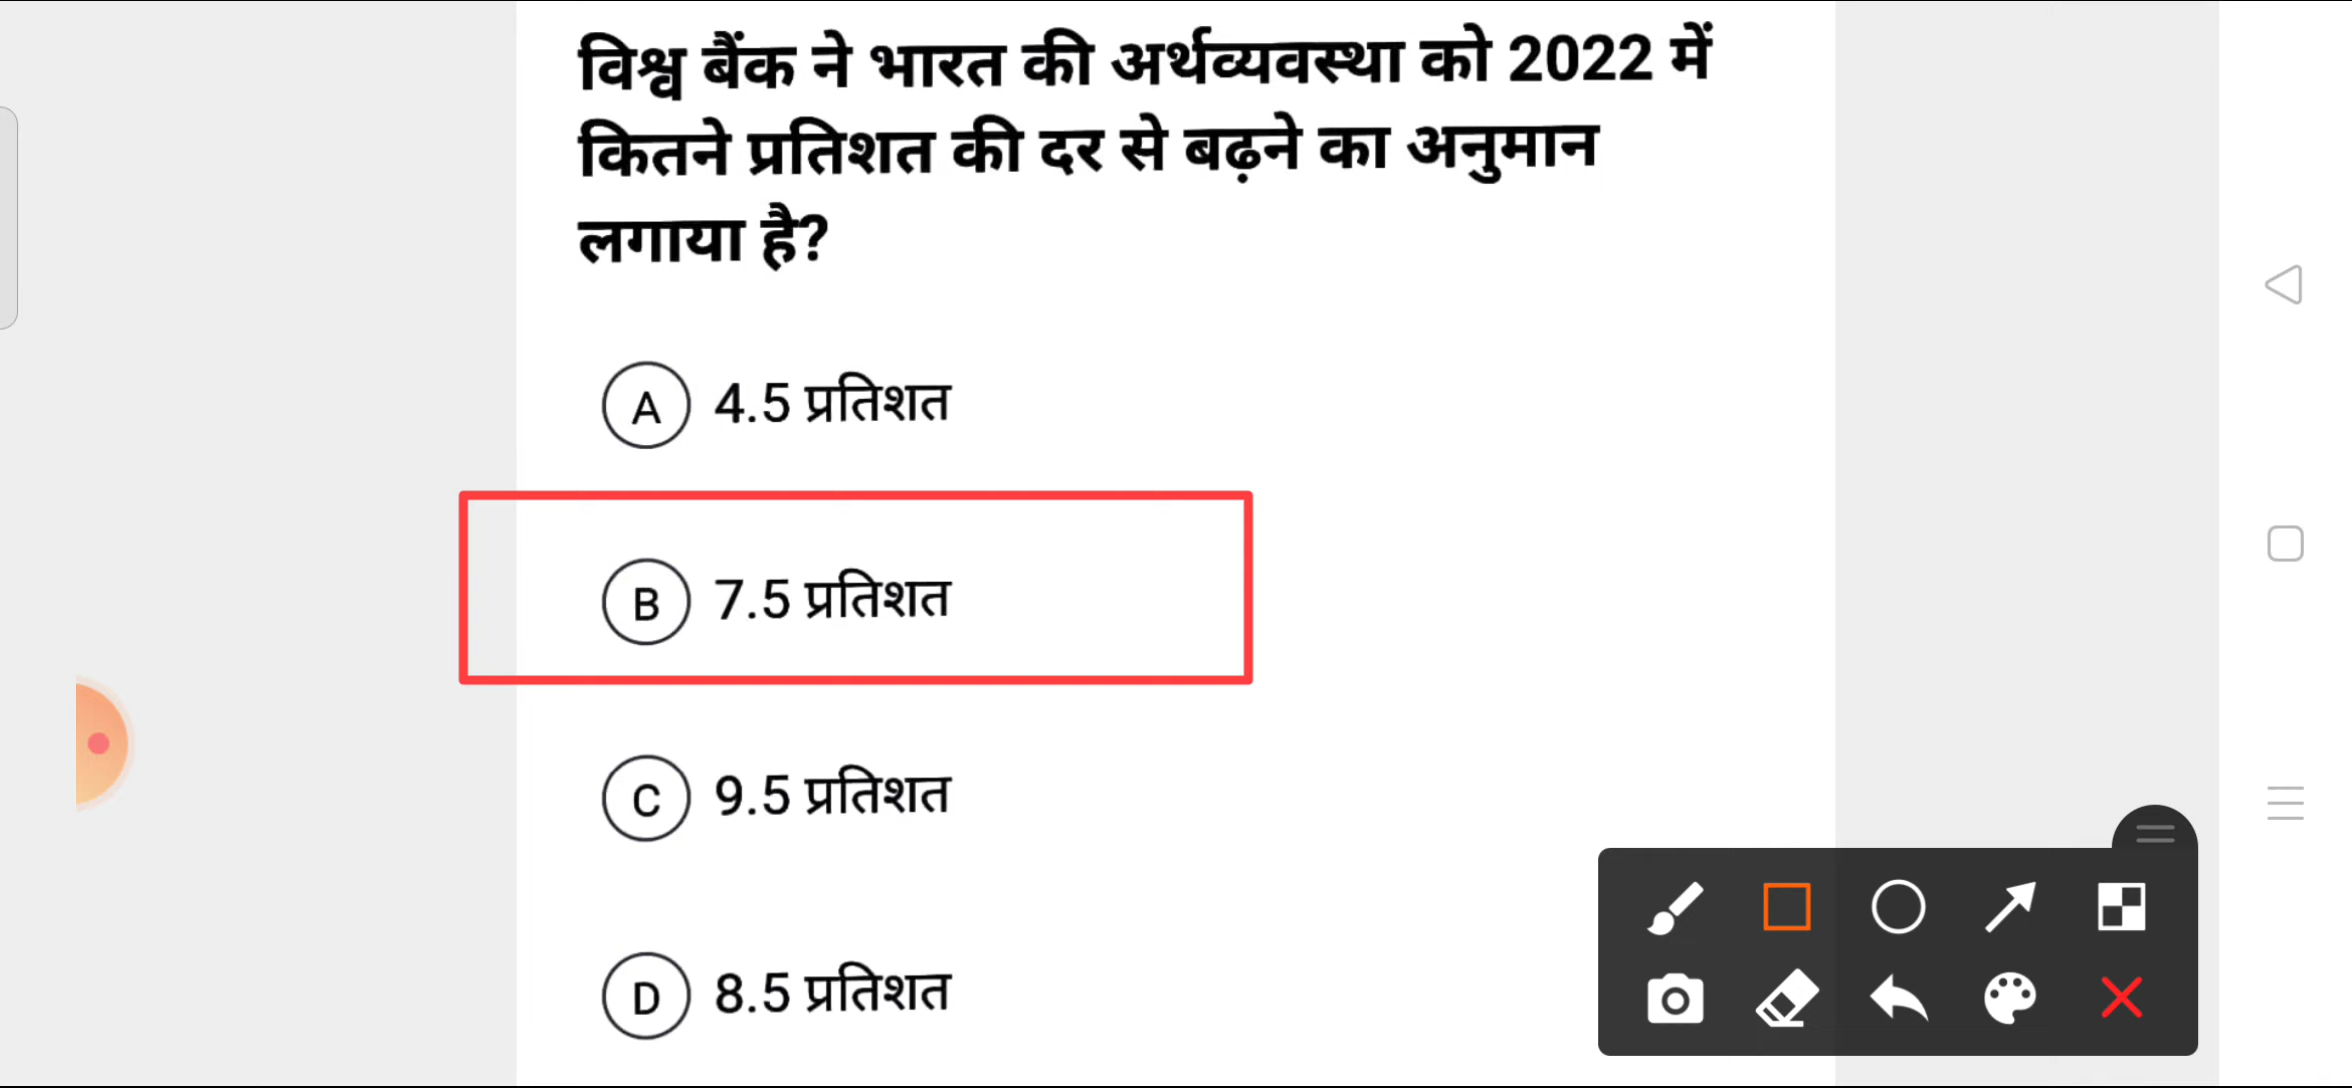 विश्व बैंक ने भारत की अर्थव्यवस्था को 2022 में
कितने प्रतिशत की दर से बढ़ने का अनुमान
लगाया है?
A 4.5 प्रतिशत
B 7.5 प्रतिशत
C 9.5 प्रतिशत
D 8.5 प्रतिशत